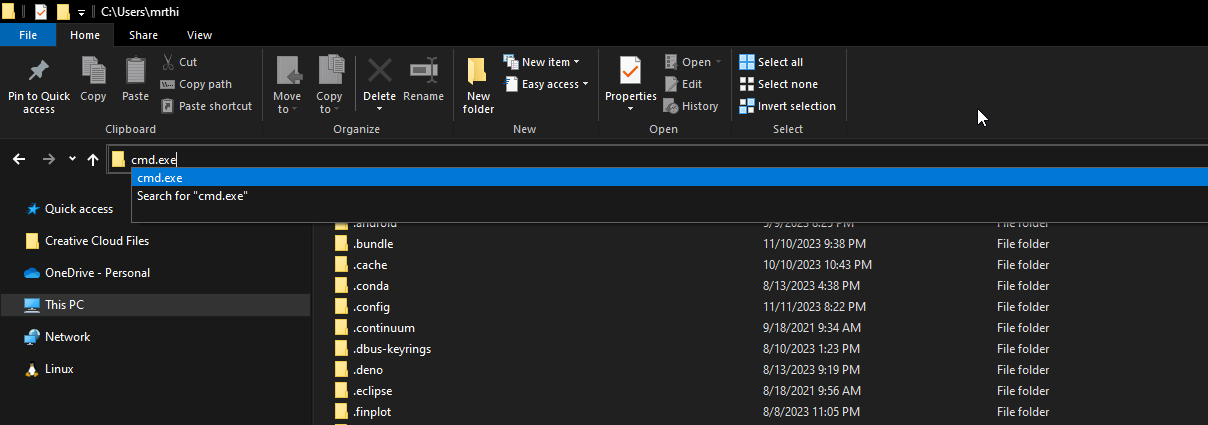 C:\Users\mrthi
File Home Share View
Pin to Quick access
Copy
Paste
Cut
Copy path
Paste shortcut
Clipboard
Move to
Copy to
Delete
Rename
Organize
New folder
New item
Easy access
New
Properties
Open
Edit
History
Open
Select all
Select none
Invert selection
Select
cmd.exe
cmd.exe
Search for "cmd.exe"
Quick access
Creative Cloud Files
OneDrive - Personal
This PC
Network
Linux
.android File folder
.bundle 11/10/2023 9:38 PM File folder
.cache 10/10/2023 10:43 PM File folder
.conda 8/13/2023 4:38 PM File folder
.config 11/11/2023 8:22 PM File folder
.continuum 9/18/2021 9:34 AM File folder
.dbus-keyrings 8/10/2023 1:23 PM File folder
.deno 8/13/2023 9:19 PM File folder
.eclipse 8/18/2021 9:56 AM File folder
.finplot 8/8/2023 11:05 PM File folder